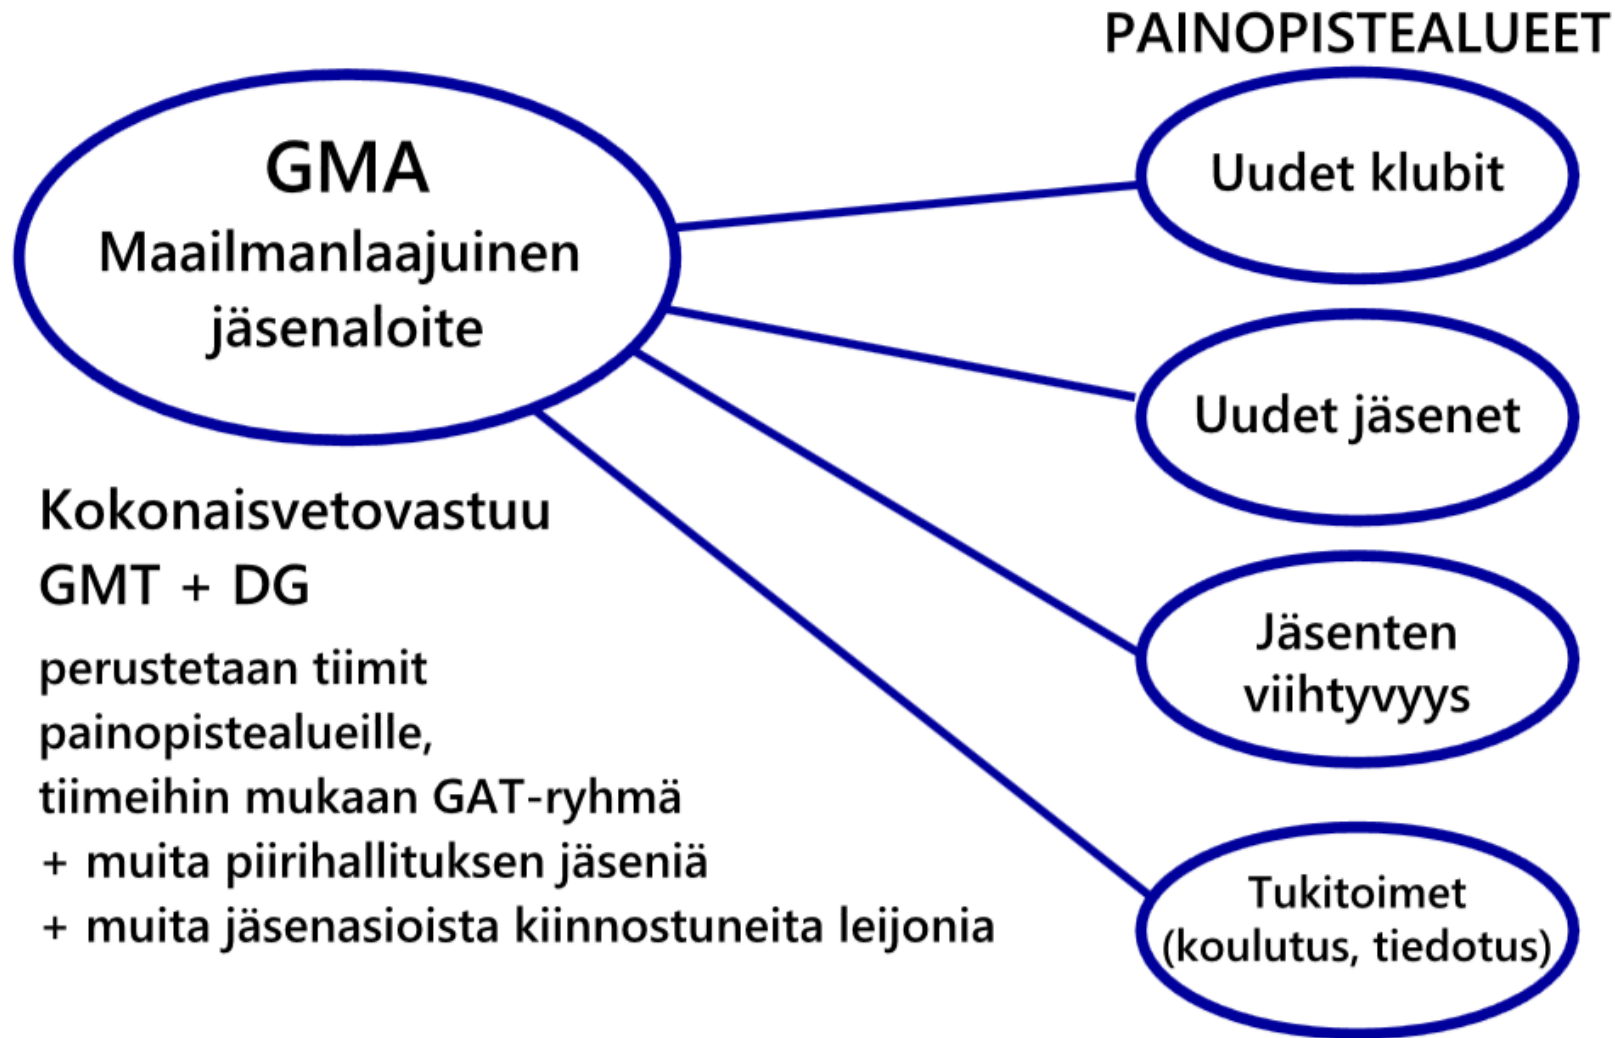 PAINOPISTEALUEET
GMA
Maailmanlaajuinen
jäsenaloite
Uudet klubit
Uudet jäsenet
Jäsenten
viihtyvyys
Tukitoimet
(koulutus, tiedotus)
Kokonaisvetovastuu
GMT + DG
perustetaan tiimit
painopistealueille,
tiimeihin mukaan GAT-ryhmä
+ muita piirihallituksen jäseniä
+ muita jäsenasioista kiinnostuneita leijonia